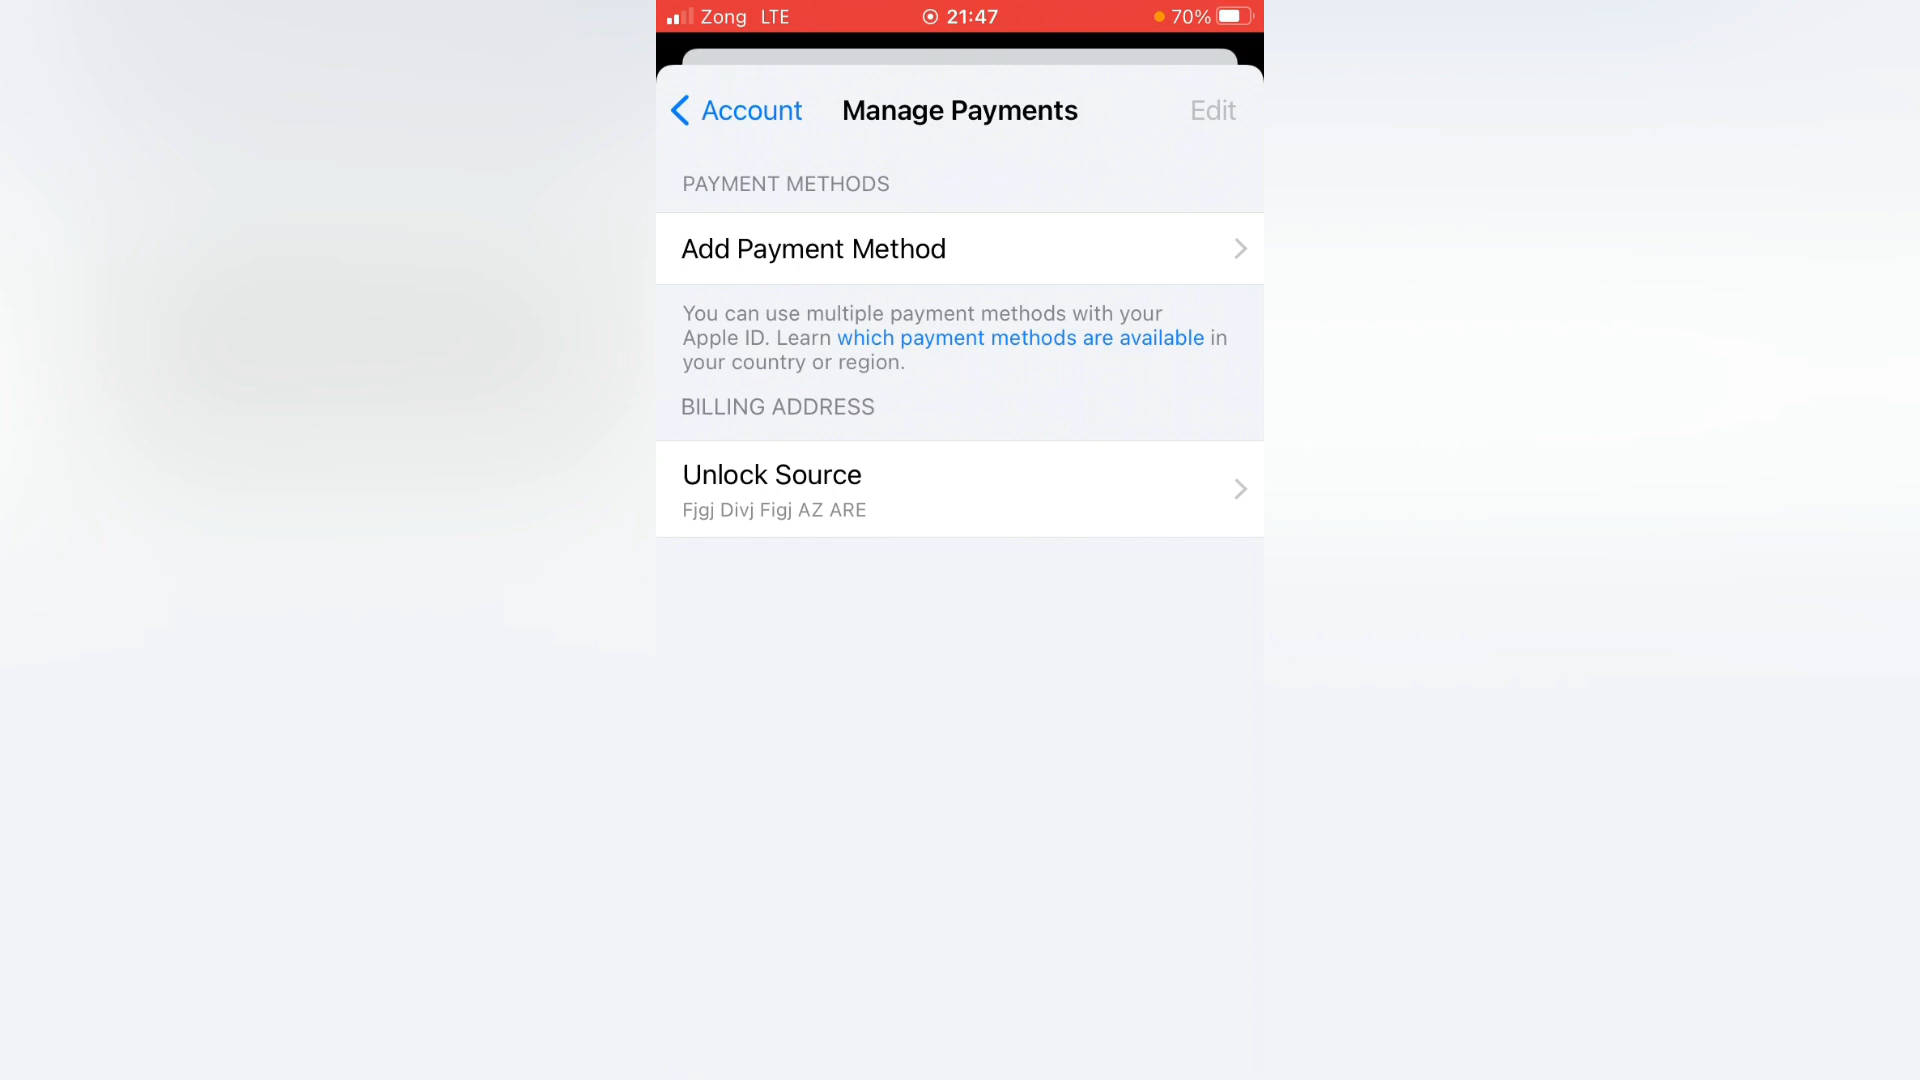 Zong LTE 21:47 70%
Account Manage Payments Edit
PAYMENT METHODS
Add Payment Method
You can use multiple payment methods with your
Apple ID. Learn which payment methods are available in
your country or region.
BILLING ADDRESS
Unlock Source
Fjgj Divj Figj AZ ARE